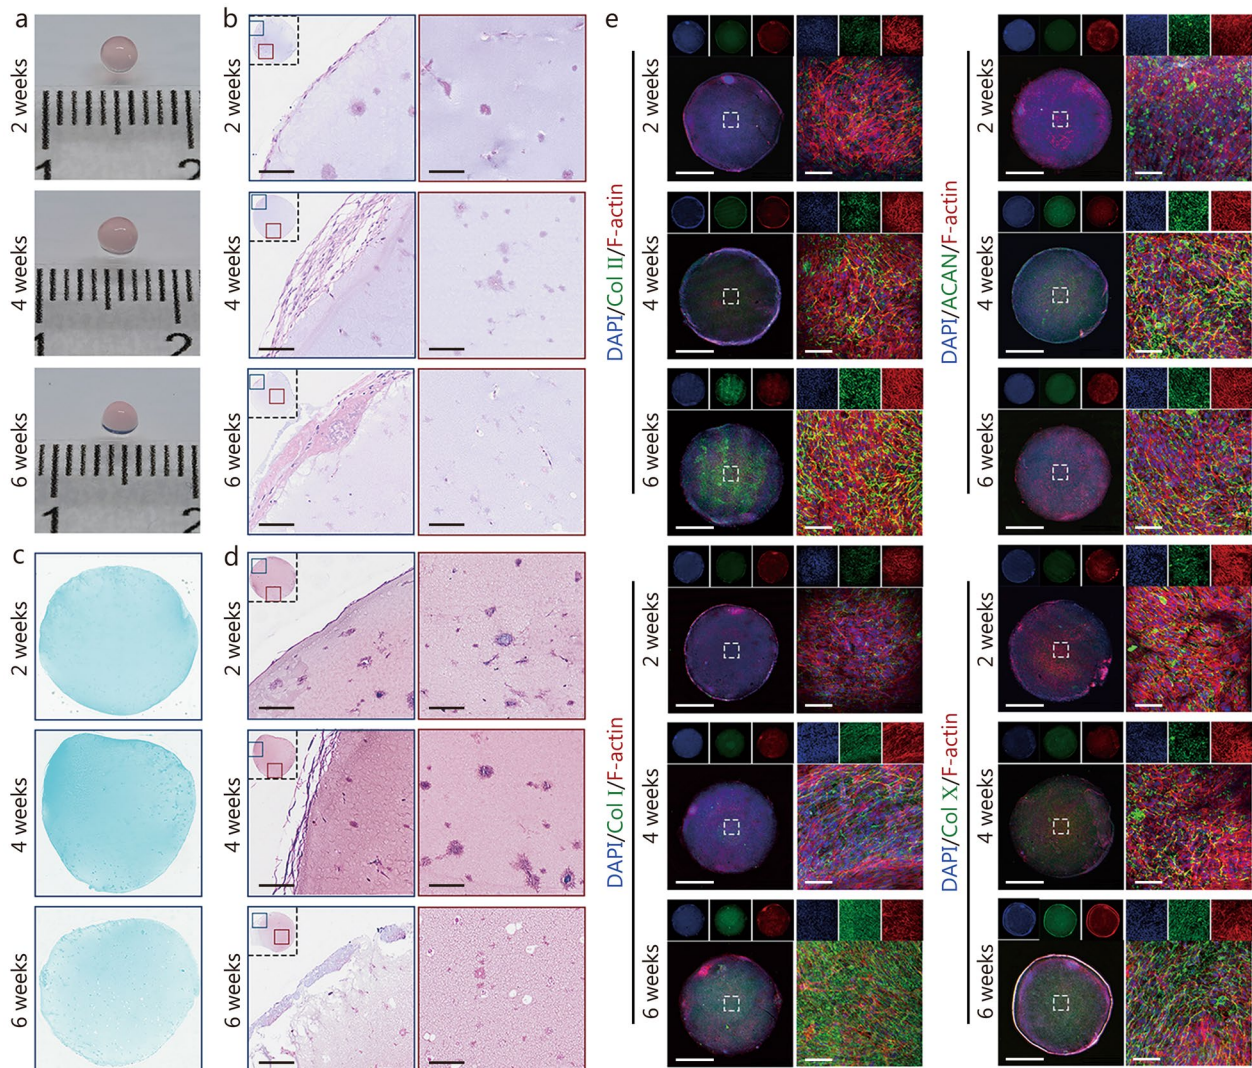 a
b
e
2 weeks
4 weeks
6 weeks
1
2
1
2
1
2
2 weeks
4 weeks
6 weeks
DAPI/Col II/F-actin
2 weeks
4 weeks
6 weeks
DAPI/ACAN/F-actin
2 weeks
4 weeks
6 weeks
c
d
2 weeks
4 weeks
6 weeks
2 weeks
4 weeks
6 weeks
DAPI/Col I/F-actin
2 weeks
4 weeks
6 weeks
DAPI/Col X/F-actin
2 weeks
4 weeks
6 weeks